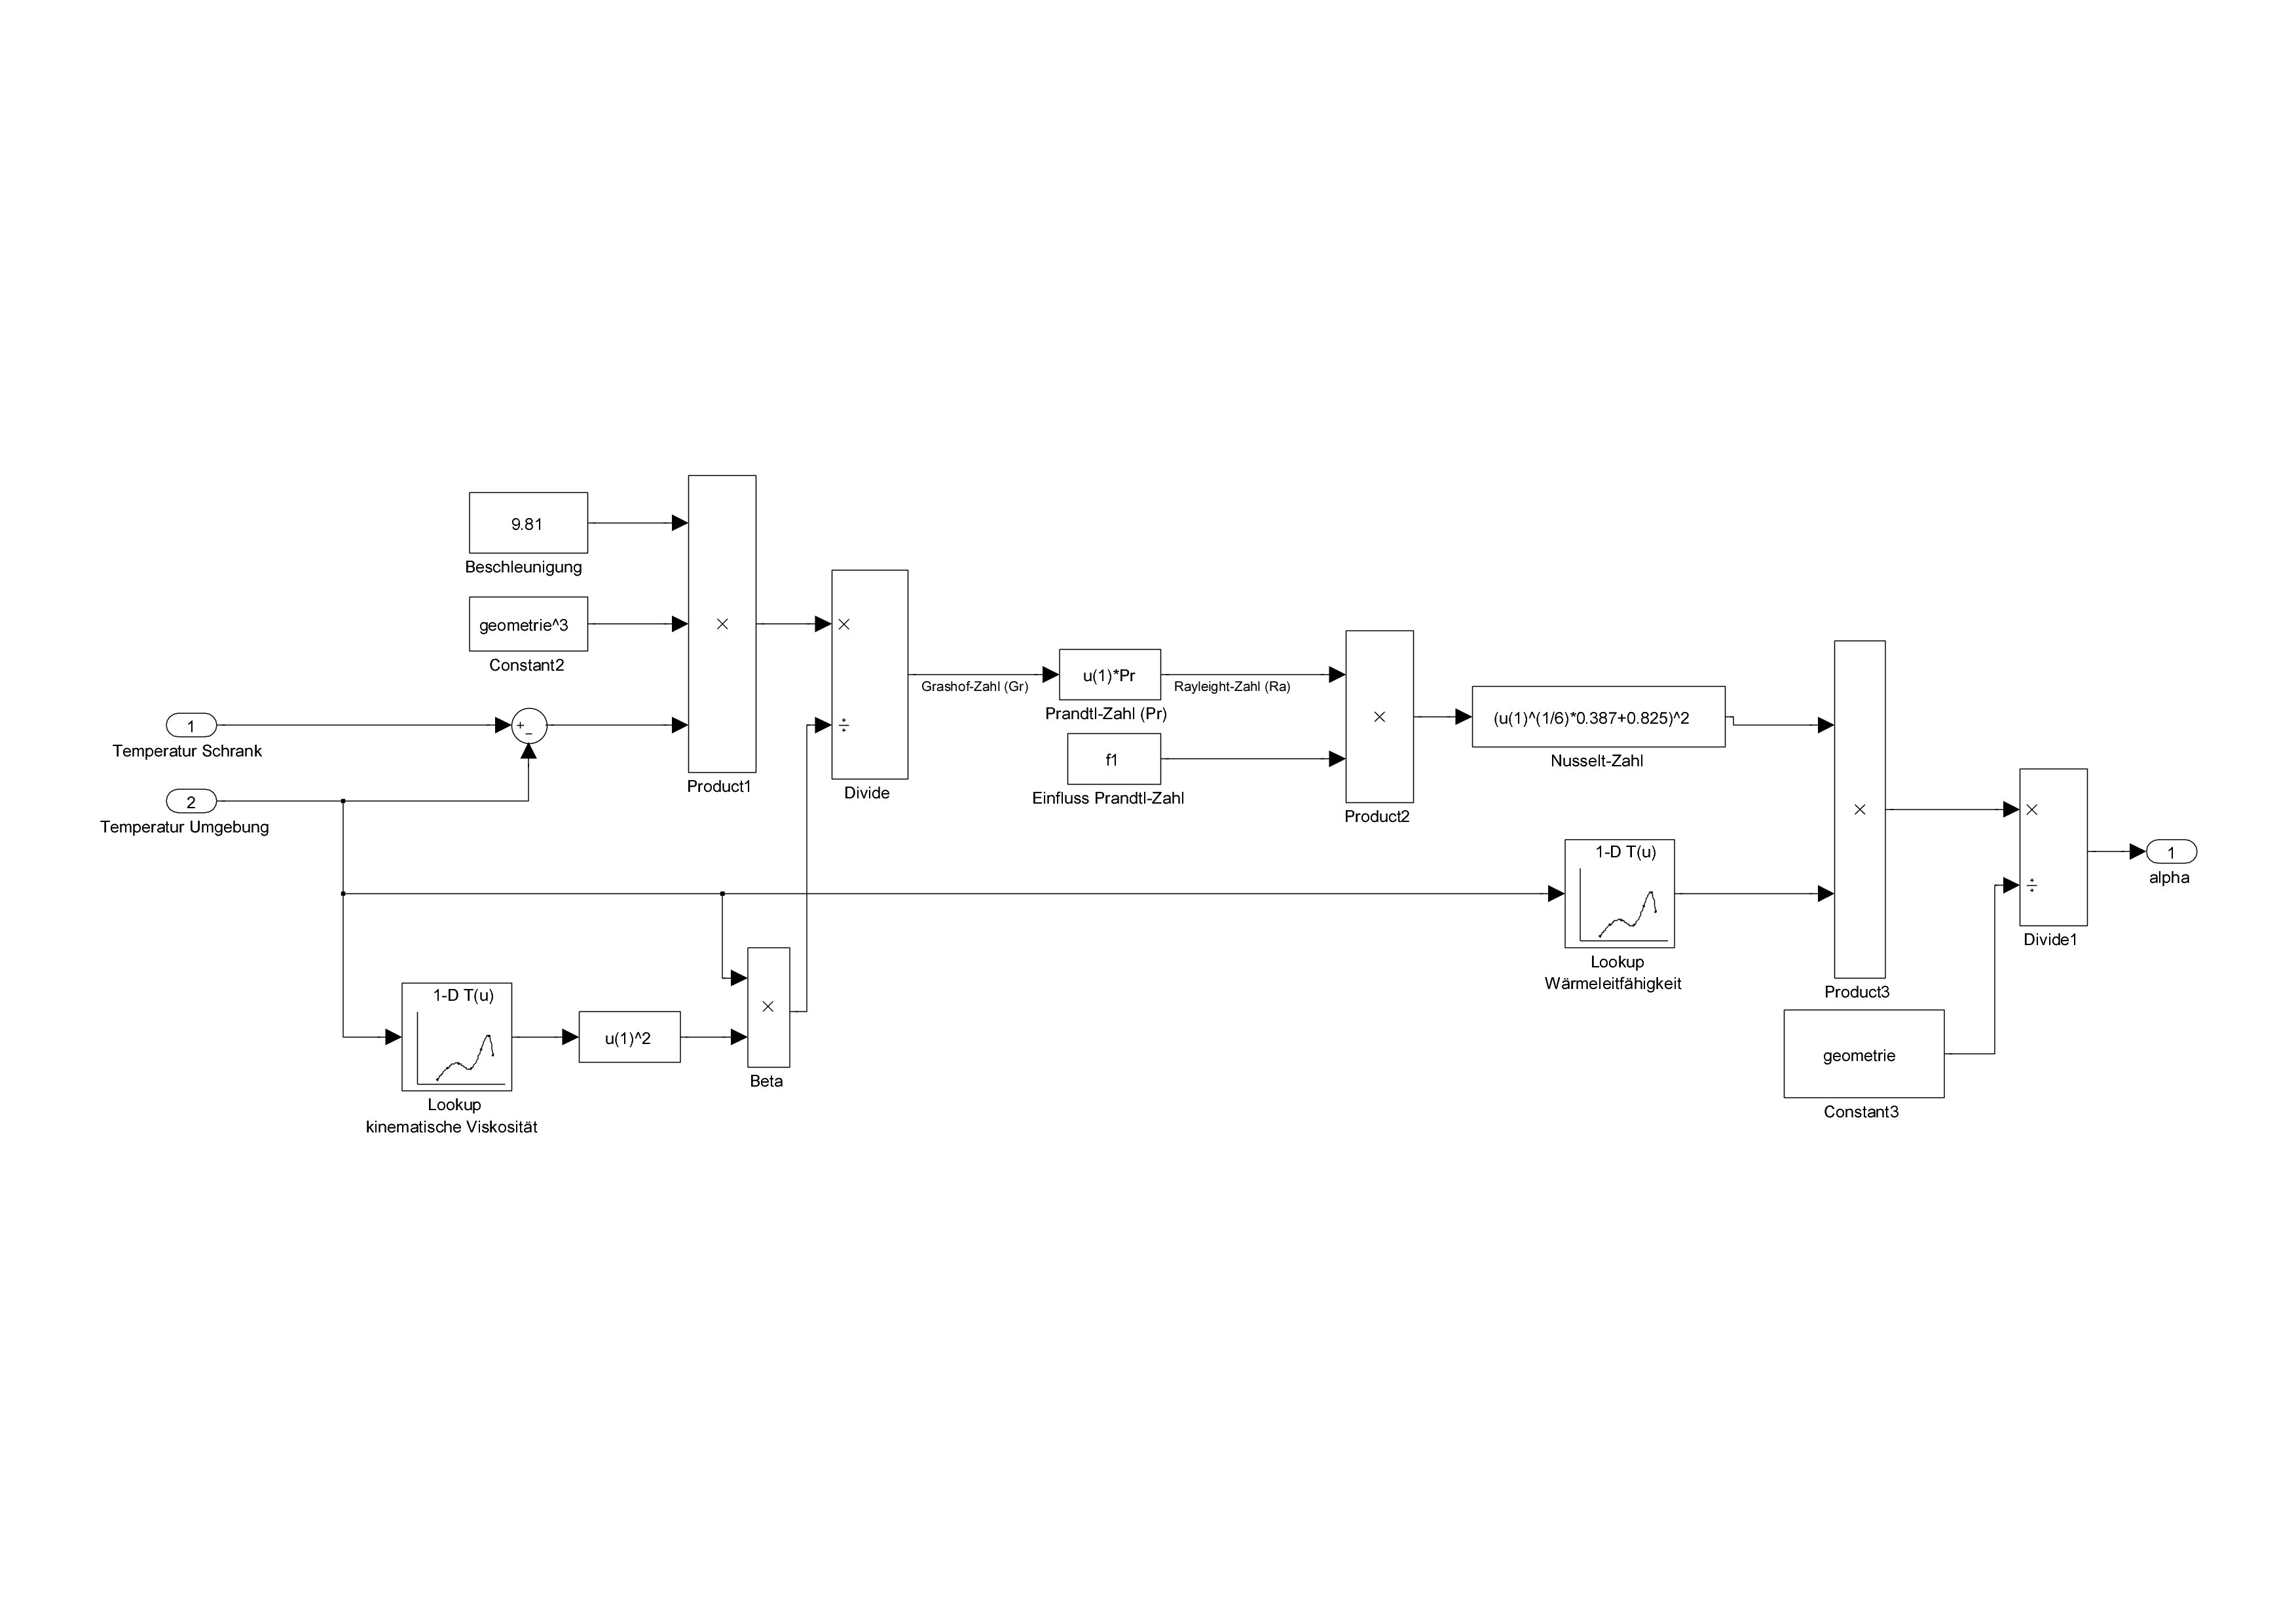 9.81
Beschleunigung
geometrie^3
Constant2
1
Temperatur Schrank
2
Temperatur Umgebung
+
−
×
Product1
×
÷
Divide
Grashof-Zahl (Gr)
u(1)*Pr
Prandtl-Zahl (Pr)
Rayleight-Zahl (Ra)
f1
Einfluss Prandtl-Zahl
×
Product2
(u(1)^(1/6)*0.387+0.825)^2
Nusselt-Zahl
1-D T(u)
Lookup
Wärmeleitfähigkeit
×
Product3
×
÷
Divide1
1
alpha
geometrie
Constant3
1-D T(u)
Lookup
kinematische Viskosität
u(1)^2
×
Beta